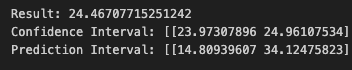 Result: 24.46707715251242
Confidence Interval: [[23.97307896 24.96107534]
Prediction Interval: [[14.80939607 34.12475823]